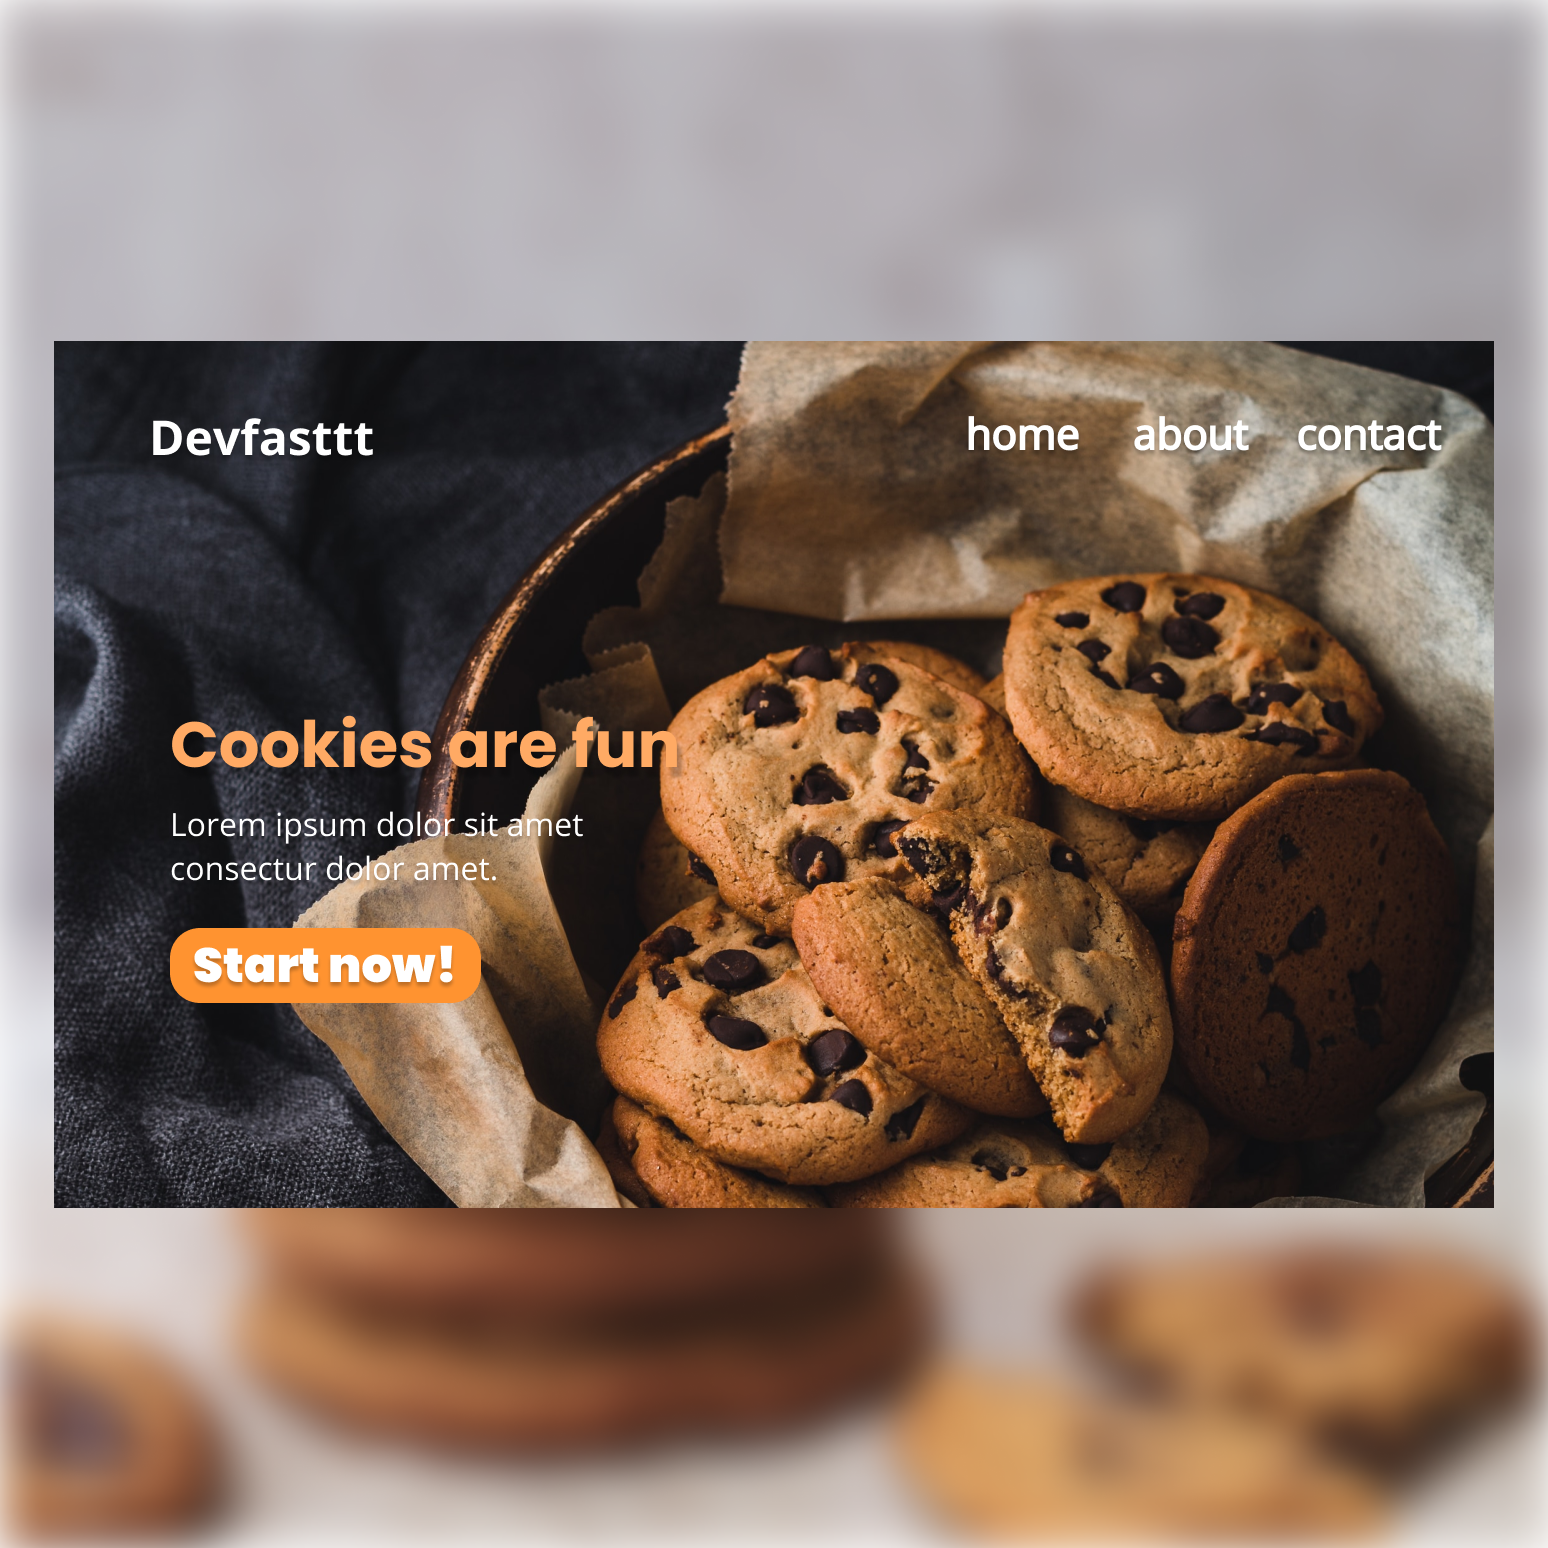 Devfasttt
home about contact
Cookies are fun
Lorem ipsum dolor sit amet
consectur dolor amet.
Start now!